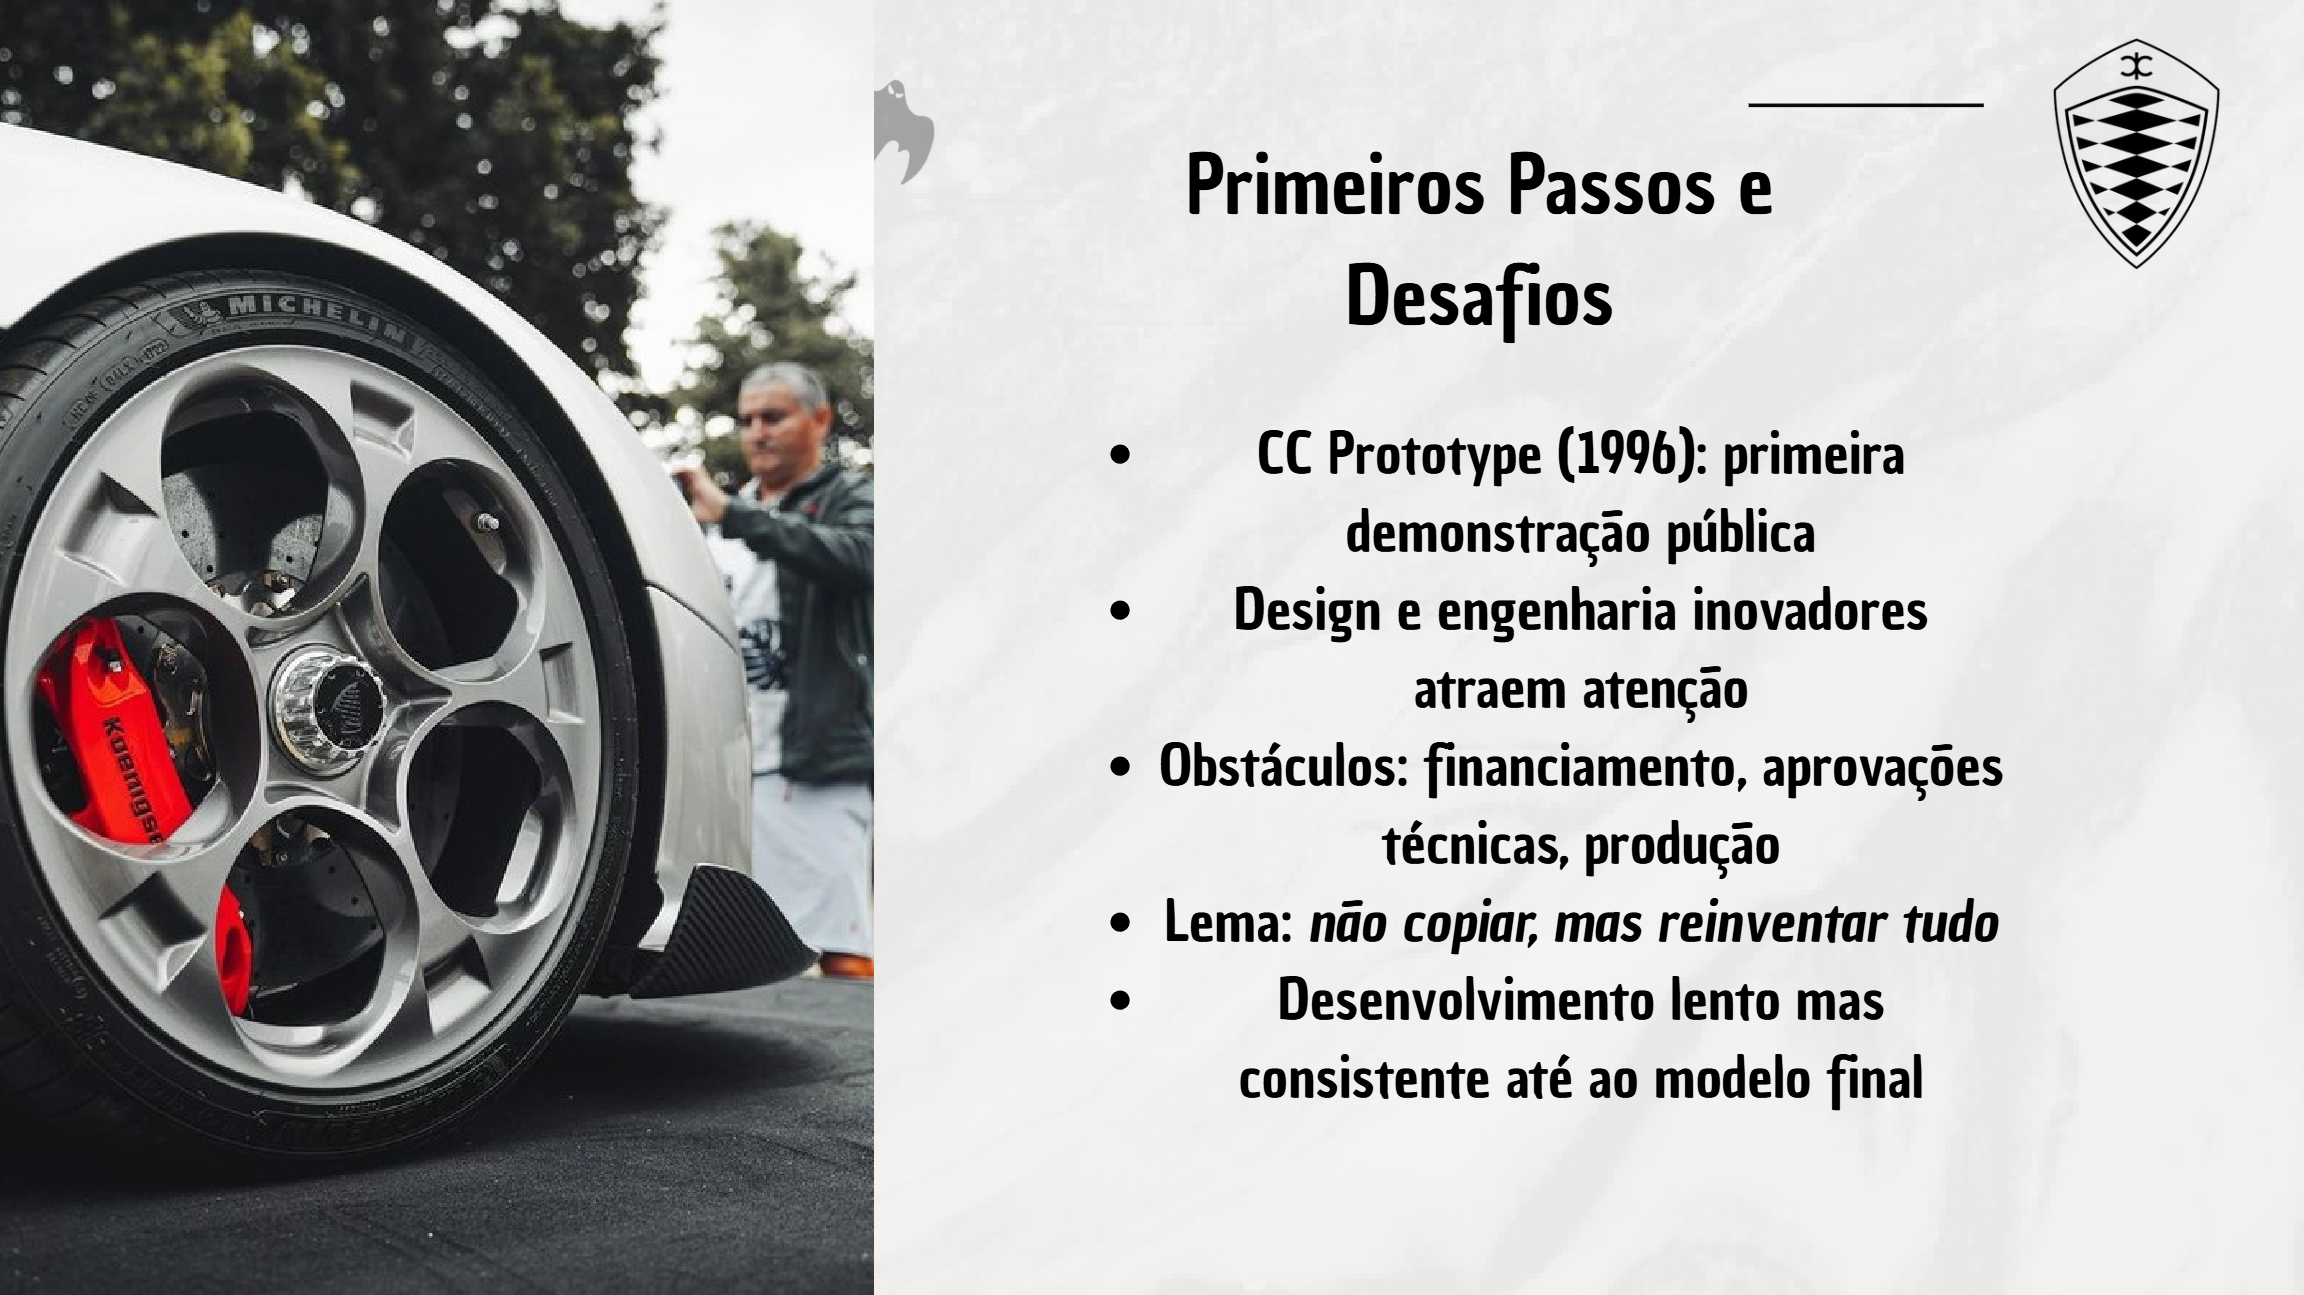 MICHELIN
Koenigse
Primeiros Passos e
Desafios
• CC Prototype (1996): primeira
demonstração pública
• Design e engenharia inovadores
atraem atenção
• Obstáculos: financiamento, aprovações
técnicas, produção
• Lema: não copiar, mas reinventar tudo
• Desenvolvimento lento mas
consistente até ao modelo final